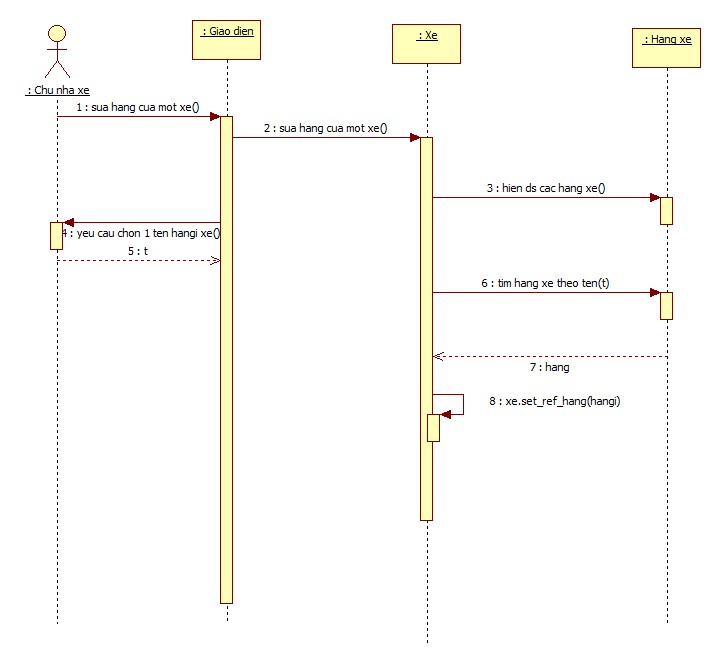 : Giao dien
: Xe
: Hang xe
: Chu nha xe
1 : sua hang cua mot xe()
2 : sua hang cua mot xe()
3 : hien ds cac hang xe()
4 : yeu cau chon 1 ten hangi xe()
5 : t
6 : tim hang xe theo ten(t)
7 : hang
8 : xe.set_ref_hang(hangi)